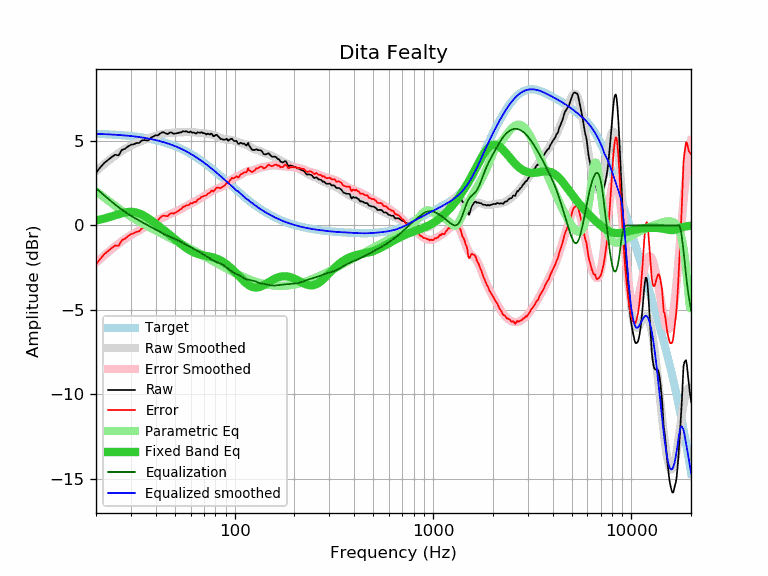 Dita Fealty
Amplitude (dBr)
5
0
−5
−10
−15
Target
Raw Smoothed
Error Smoothed
Raw
Error
Parametric Eq
Fixed Band Eq
Equalization
Equalized smoothed
100 1000 10000
Frequency (Hz)